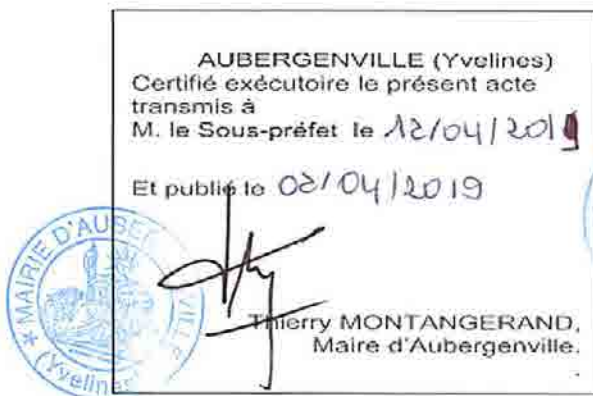 AUBERGENVILLE (Yvelines)
Certifié exécutoire le présent acte
transmis à
M. le Sous-préfet le 12/04/2019
Et publié le 02/04/2019
Thierry MONTANGERAND,
Maire d'Aubergenville.
* MAIRIE D'AUBERGENVILLE *
(Yvelines)